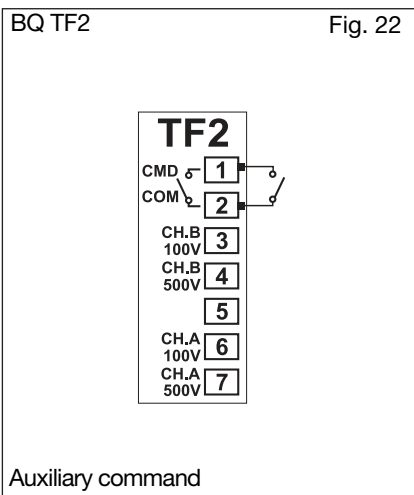 BQ TF2 Fig. 22
TF2
CMD 1
COM 2
CH.B
100V 3
CH.B
500V 4
5
CH.A
100V 6
CH.A
500V 7
Auxiliary command